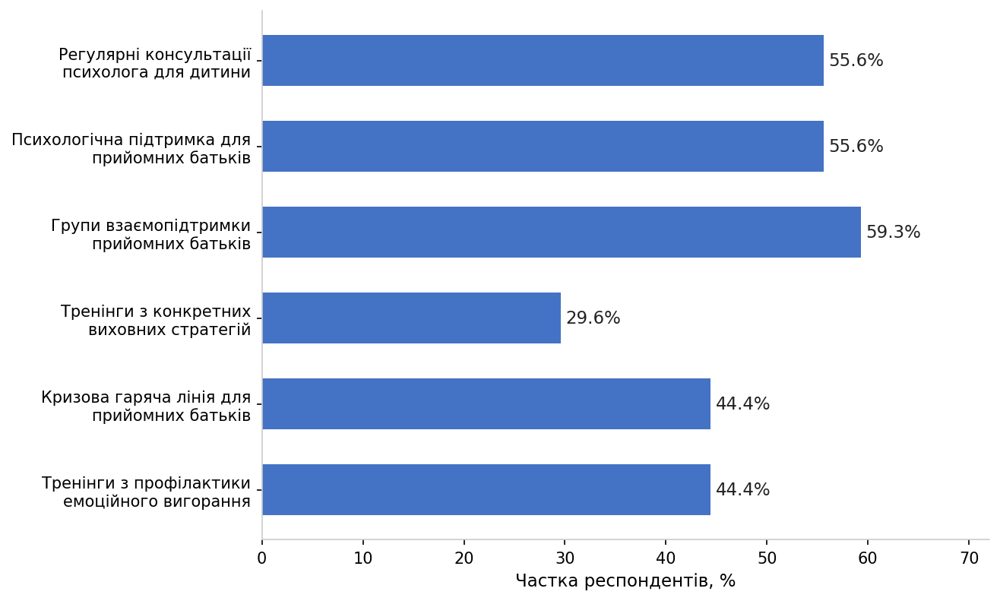 Регулярні консультації
психолога для дитини
55.6%
Психологічна підтримка для
прийомних батьків
55.6%
Групи взаємопідтримки
прийомних батьків
59.3%
Тренінги з конкретних
виховних стратегій
29.6%
Кризова гаряча лінія для
прийомних батьків
44.4%
Тренінги з профілактики
емоційного вигорання
44.4%
0 10 20 30 40 50 60 70
Частка респондентів, %